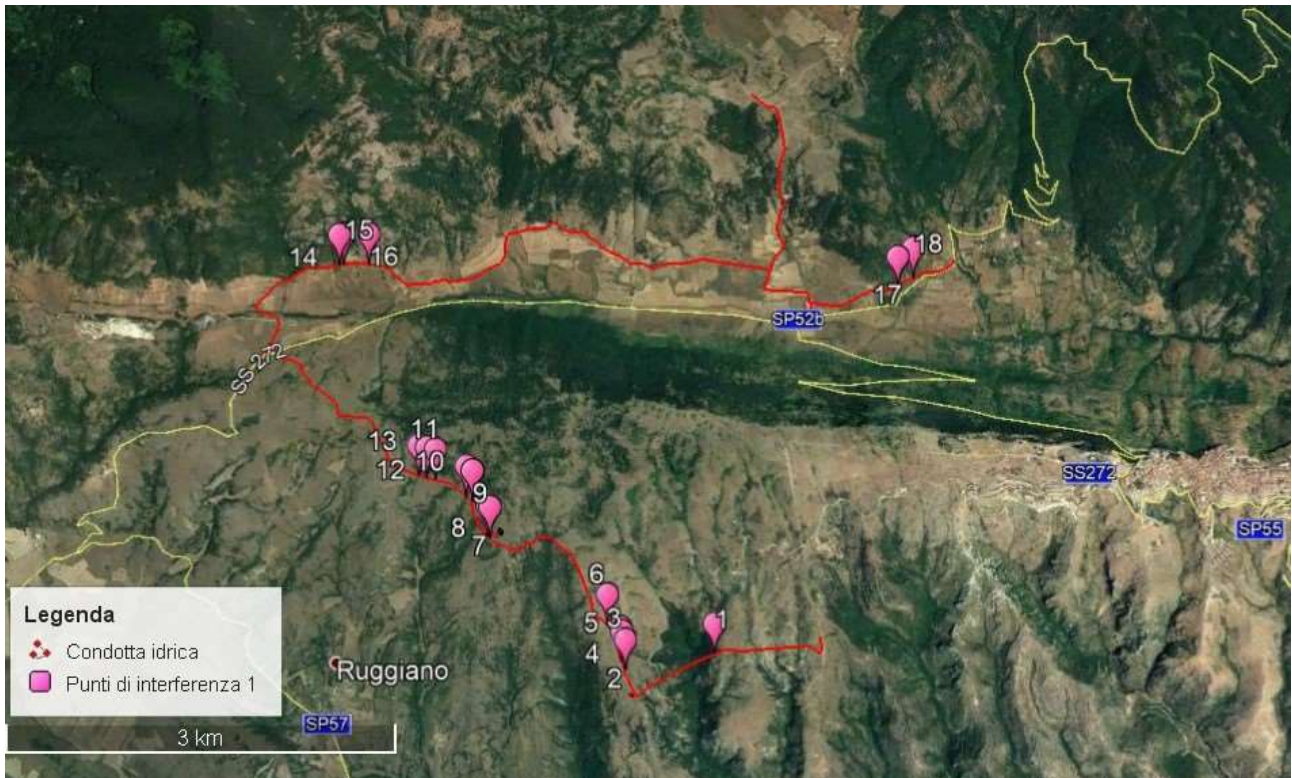 15
14
16
18
17
SP52b
SS 272
11
13
10
12
SS272
9
8
7
SP55
6
3
1
5
4
2
Legenda
Condotta idrica
Punti di interferenza 1
Ruggiano
SP57
3 km